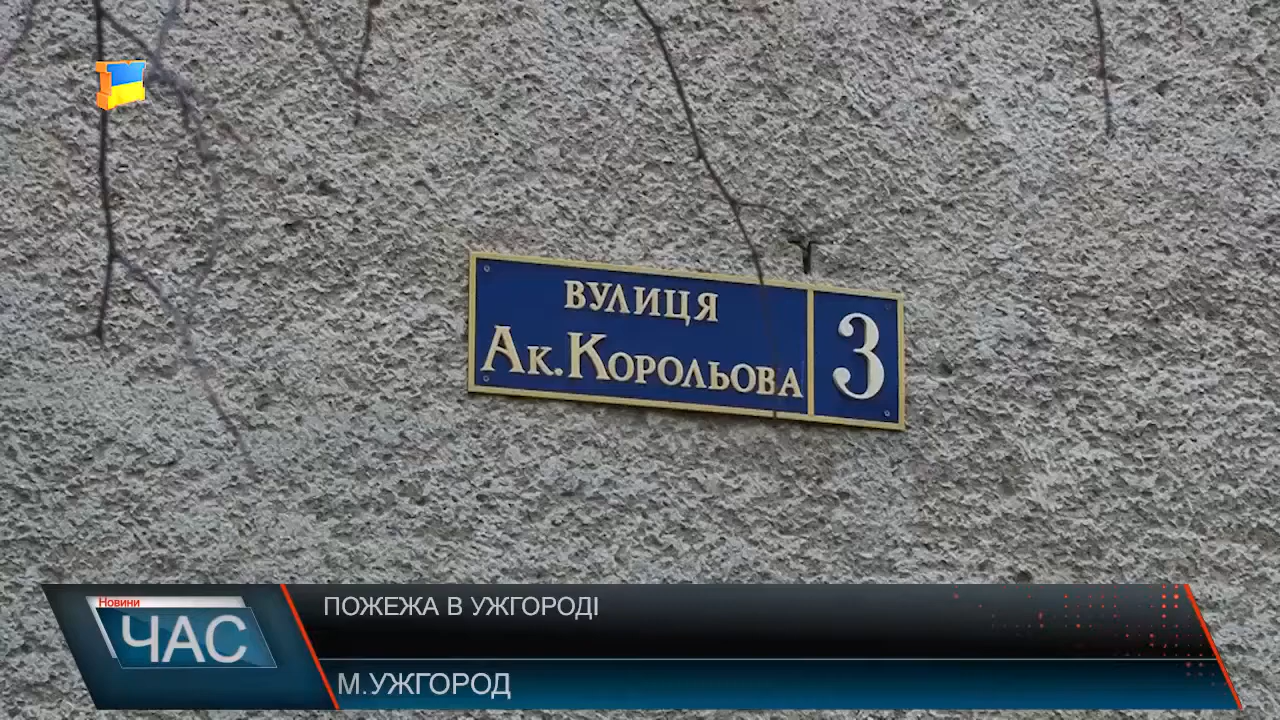 ВУЛИЦЯ
АК.КОРОЛЬОВА
3
Новини
ЧАС
ПОЖЕЖА В УЖГОРОДІ
М.УЖГОРОД